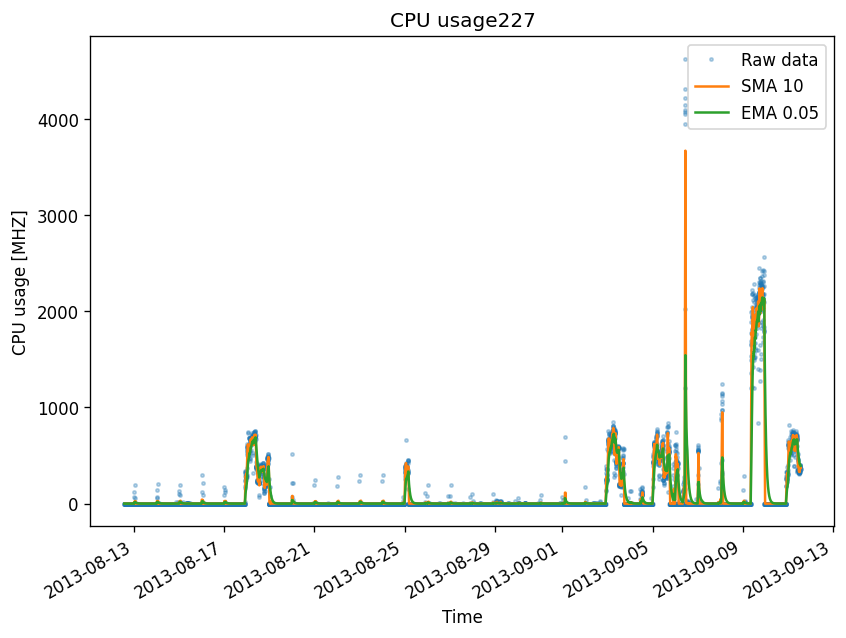 CPU usage227
Raw data
SMA 10
EMA 0.05
CPU usage [MHZ]
4000
3000
2000
1000
0
2013-08-13
2013-08-17
2013-08-21
2013-08-25
2013-08-29
2013-09-01
2013-09-05
2013-09-09
2013-09-13
Time